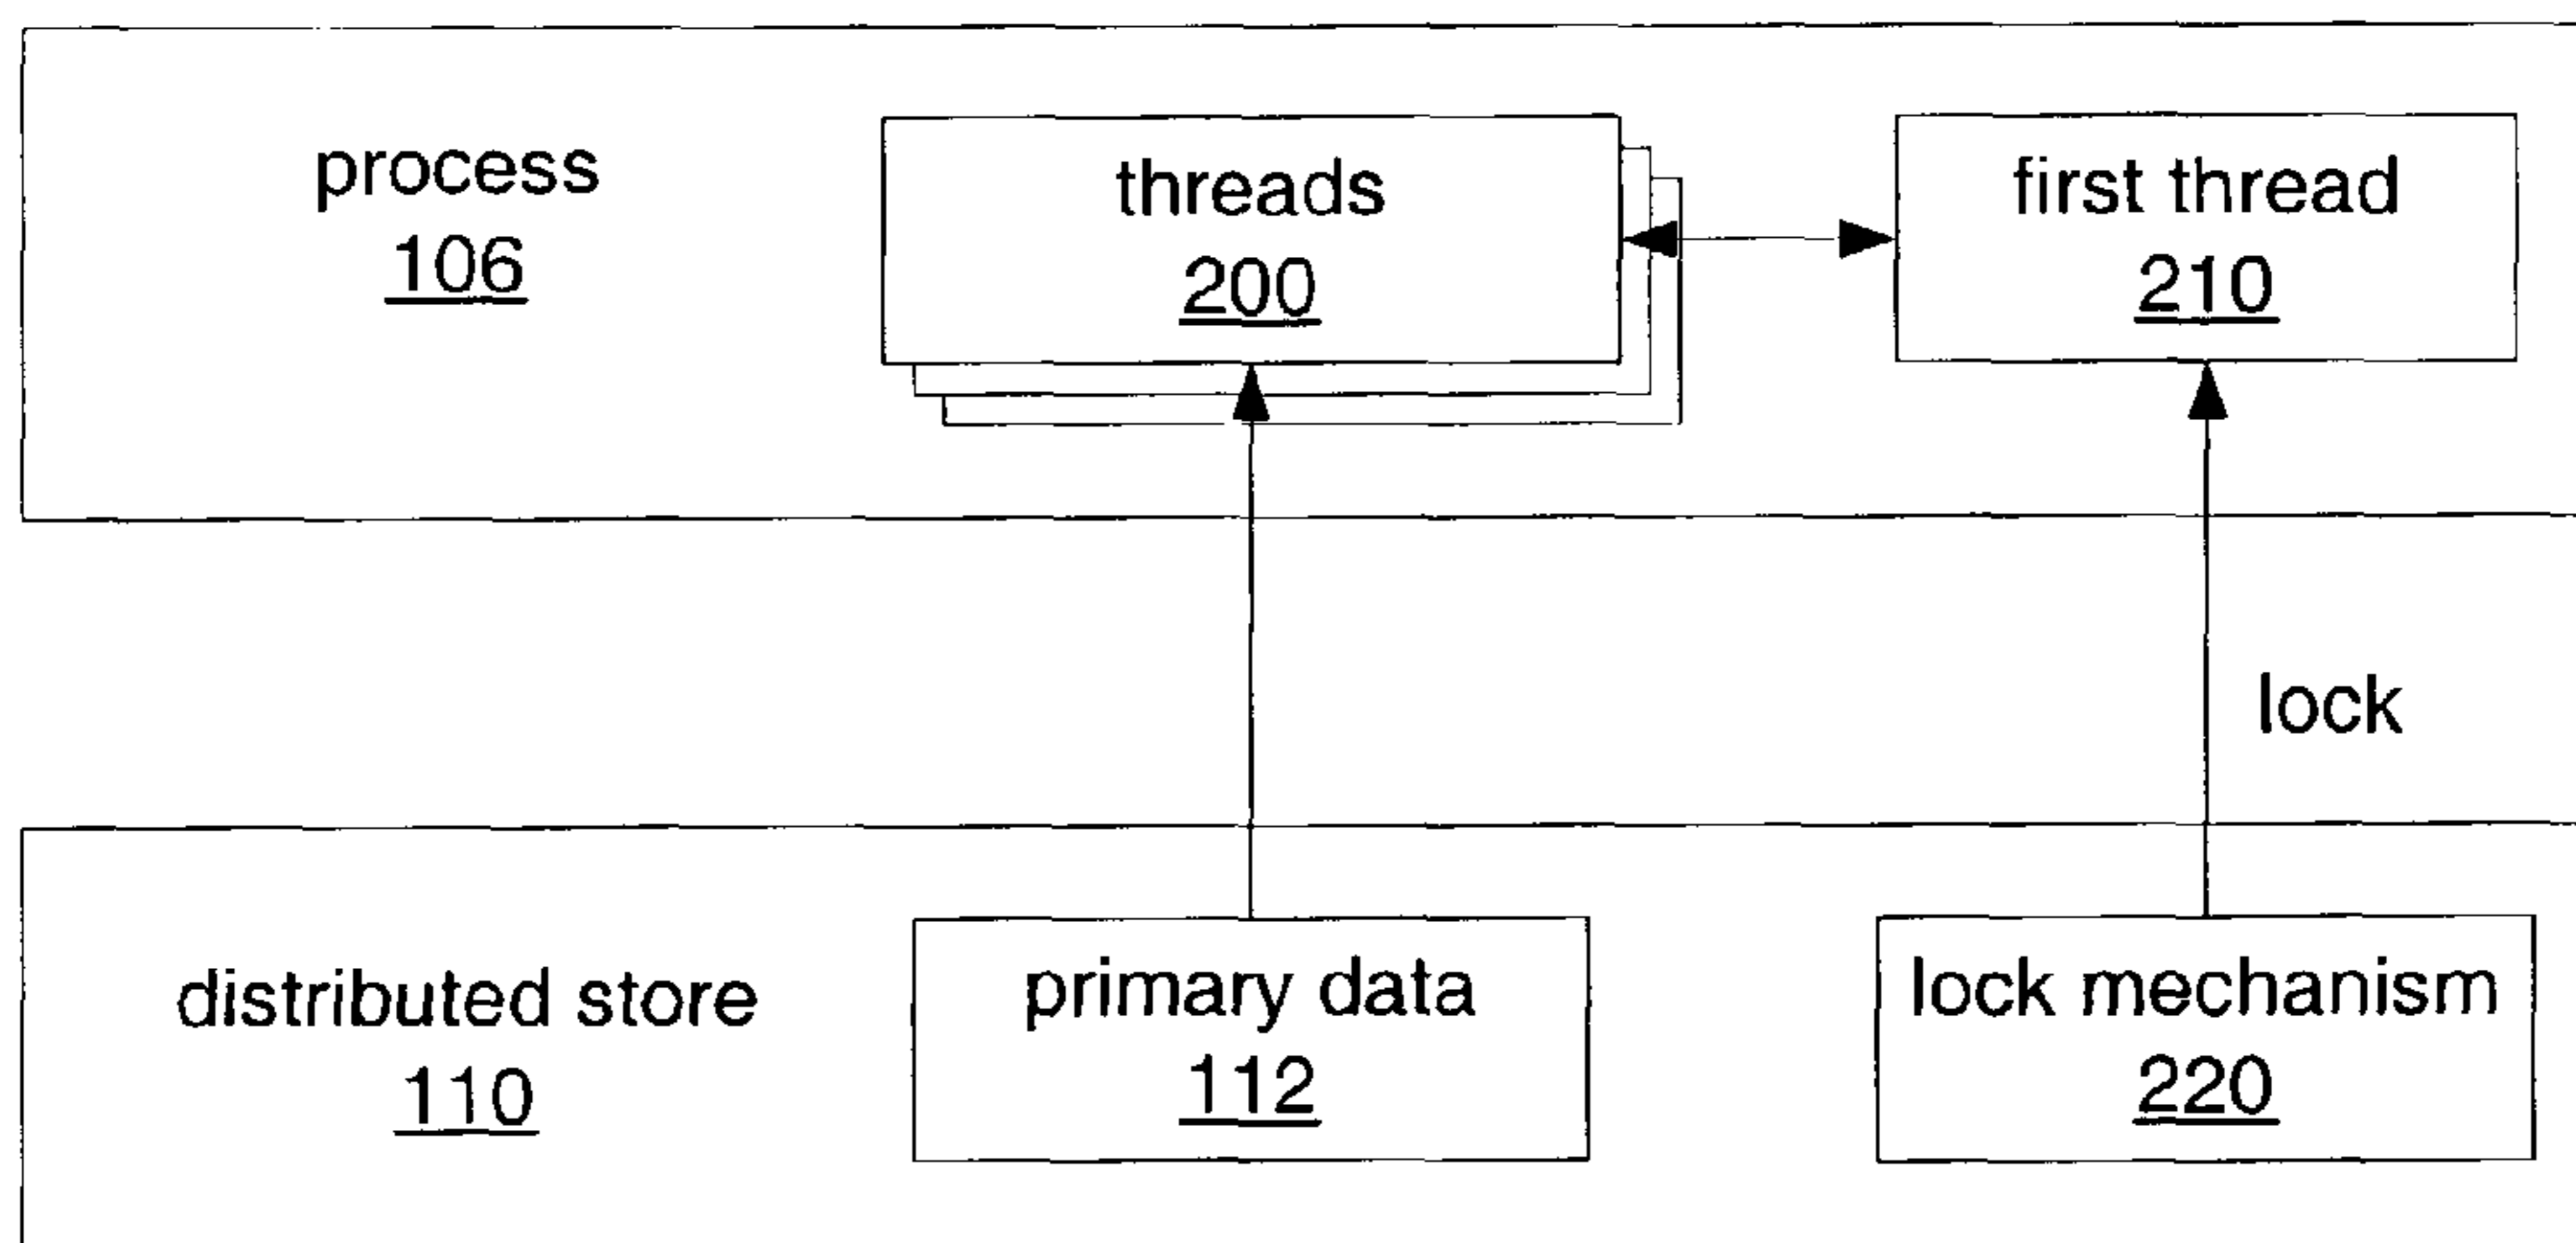 process
106
threads
200
first thread
210
lock
distributed store
110
primary data
112
lock mechanism
220